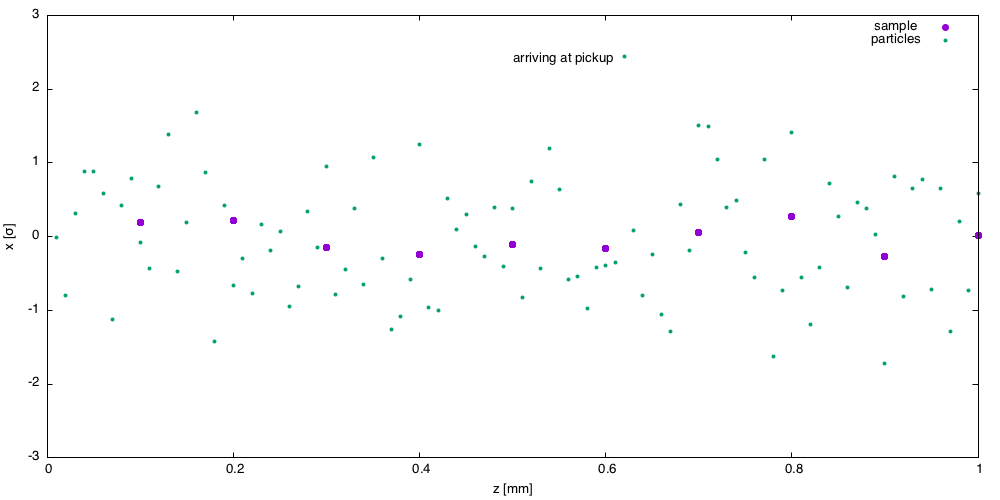 3
sample
particles
arriving at pickup
2
1
0
-1
-2
-3
x [σ]
0 0.2 0.4 0.6 0.8 1
z [mm]